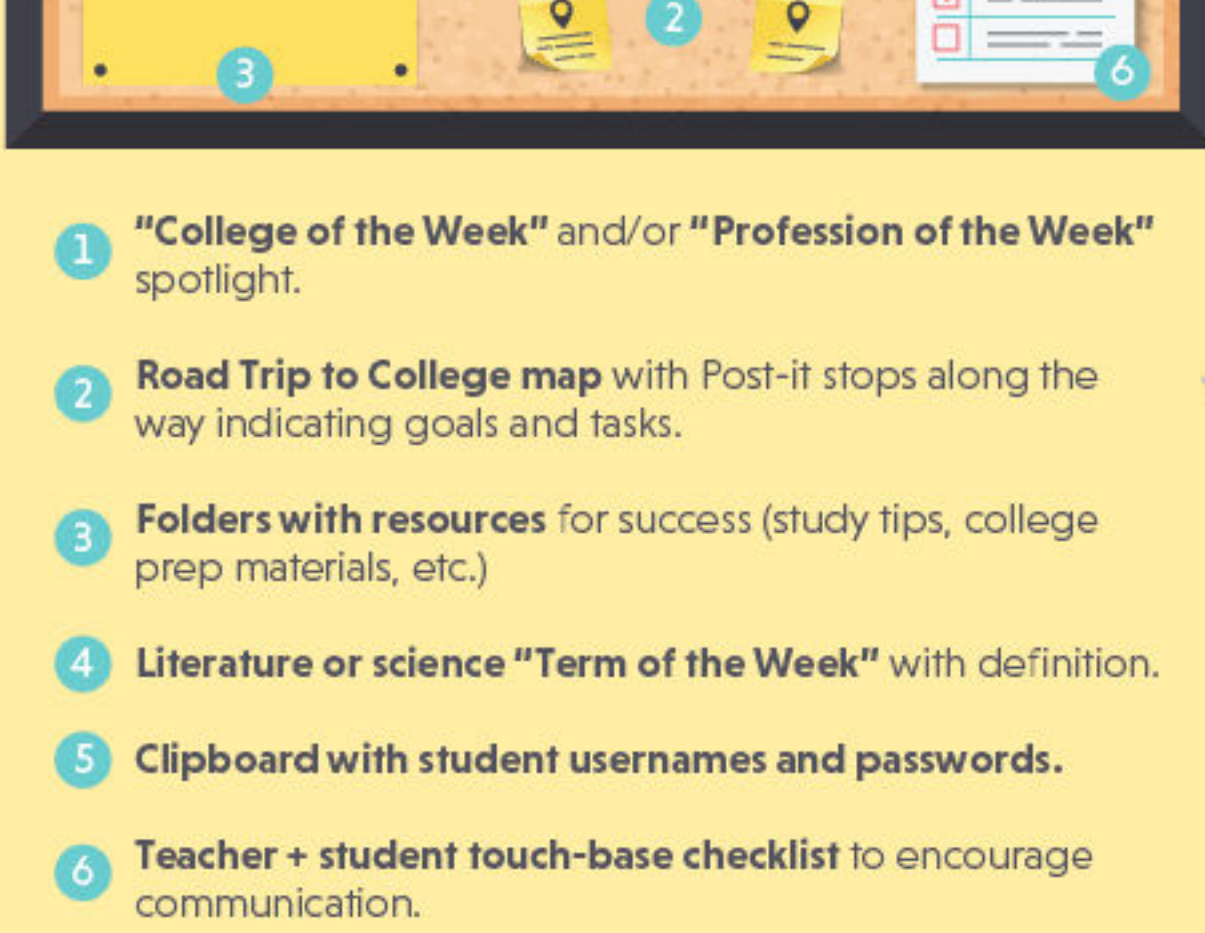 3
2
6
1
"College of the Week" and/or "Profession of the Week"
spotlight.
2
Road Trip to College map with Post-it stops along the
way indicating goals and tasks.
3
Folders with resources for success (study tips, college
prep materials, etc.)
4
Literature or science "Term of the Week" with definition.
5
Clipboard with student usernames and passwords.
6
Teacher + student touch-base checklist to encourage
communication.